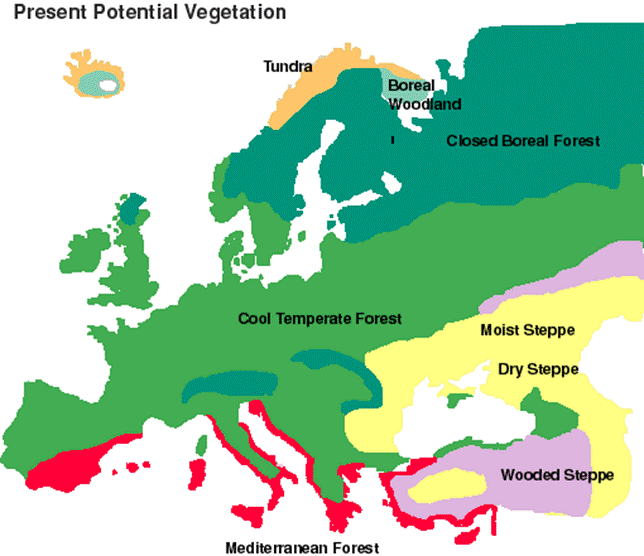 Present Potential Vegetation
Tundra
Boreal
Woodland
Closed Boreal Forest
Cool Temperate Forest
Moist Steppe
Dry Steppe
Wooded Steppe
Mediterranean Forest